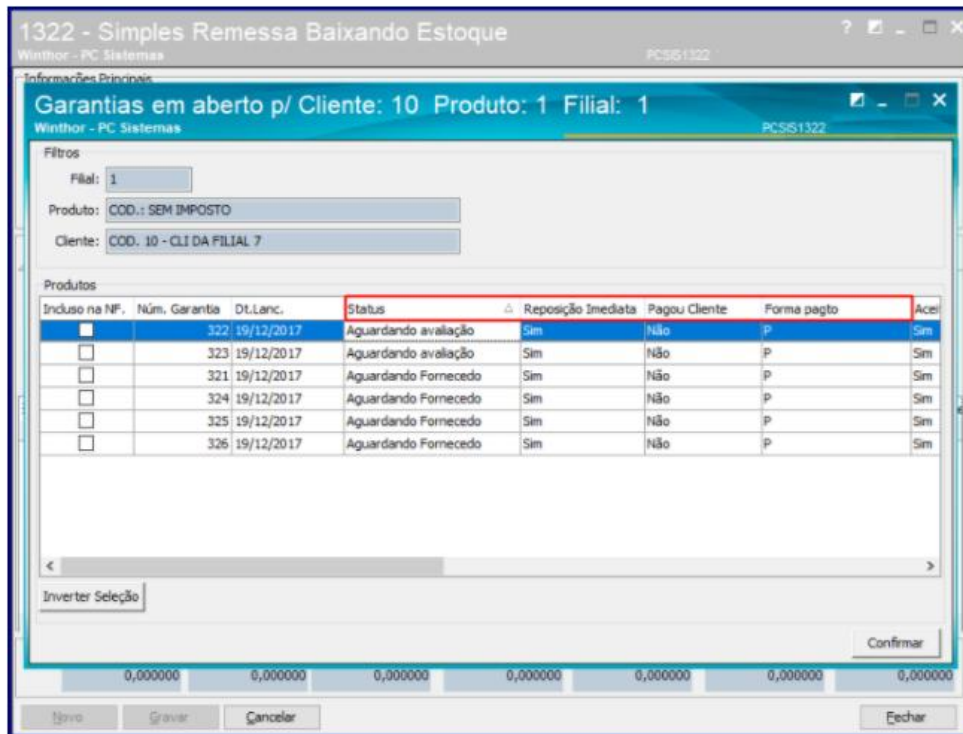 1322 - Simples Remessa Baixando Estoque
Winthor - PC Sistemas PCSIS1322
Informações Principais
Garantias em aberto p/ Cliente: 10 Produto: 1 Filial: 1
Winthor - PC Sistemas PCSIS1322
Filtros
Filial: 1
Produto: COD.: SEM IMPOSTO
Cliente: COD. 10 - CLI DA FILIAL 7
Produtos
Incluso na NF. Núm. Garantia Dt.Lanc. Status Reposição Imediata Pagou Cliente Forma pagto Acei
322 19/12/2017 Aguardando avaliação Sim Não P Sim
323 19/12/2017 Aguardando avaliação Sim Não P Sim
321 19/12/2017 Aguardando Fornecedo Sim Não P Sim
324 19/12/2017 Aguardando Fornecedo Sim Não P Sim
325 19/12/2017 Aguardando Fornecedo Sim Não P Sim
326 19/12/2017 Aguardando Fornecedo Sim Não P Sim
Inverter Seleção
Confirmar
0,000000 0,000000 0,000000 0,000000 0,000000 0,000000 0,000000
Novo Gravar Cancelar Fechar